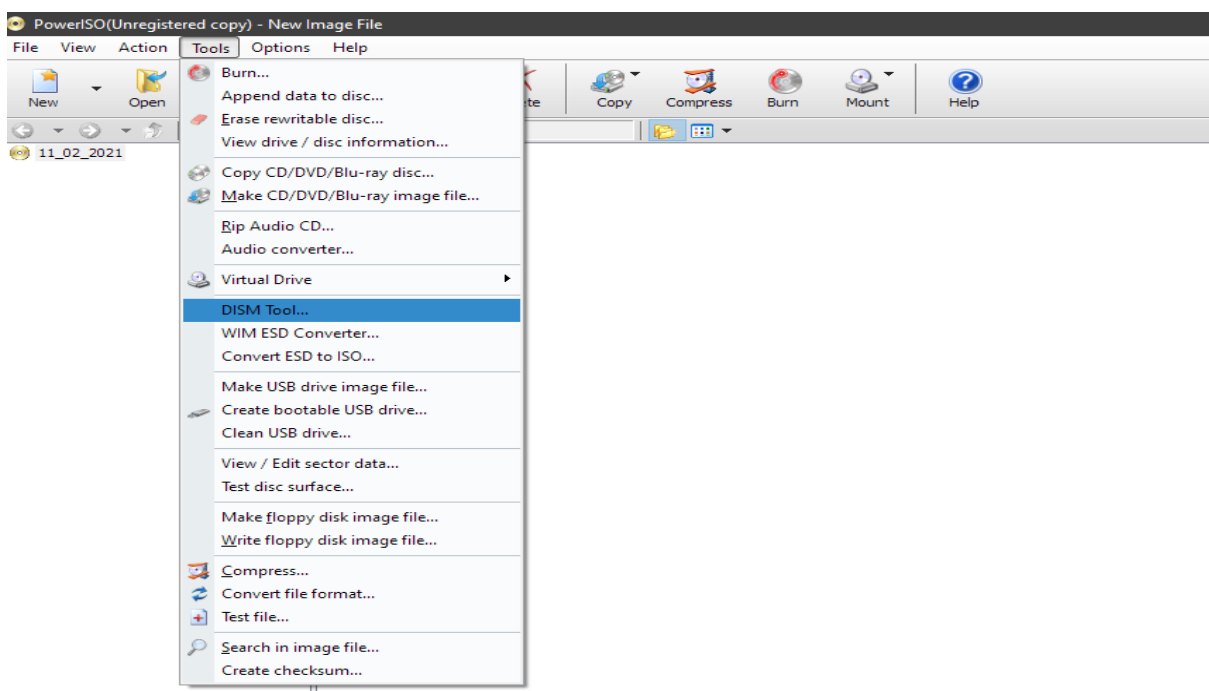 PowerISO(Unregistered copy) - New Image File
File View Action Tools Options Help
New Open Copy Compress Burn Mount Help
11_02_2021
Burn...
Append data to disc...
Erase rewritable disc...
View drive / disc information...
Copy CD/DVD/Blu-ray disc...
Make CD/DVD/Blu-ray image file...
Rip Audio CD...
Audio converter...
Virtual Drive
DISM Tool...
WIM ESD Converter...
Convert ESD to ISO...
Make USB drive image file...
Create bootable USB drive...
Clean USB drive...
View / Edit sector data...
Test disc surface...
Make floppy disk image file...
Write floppy disk image file...
Compress...
Convert file format...
Test file...
Search in image file...
Create checksum...